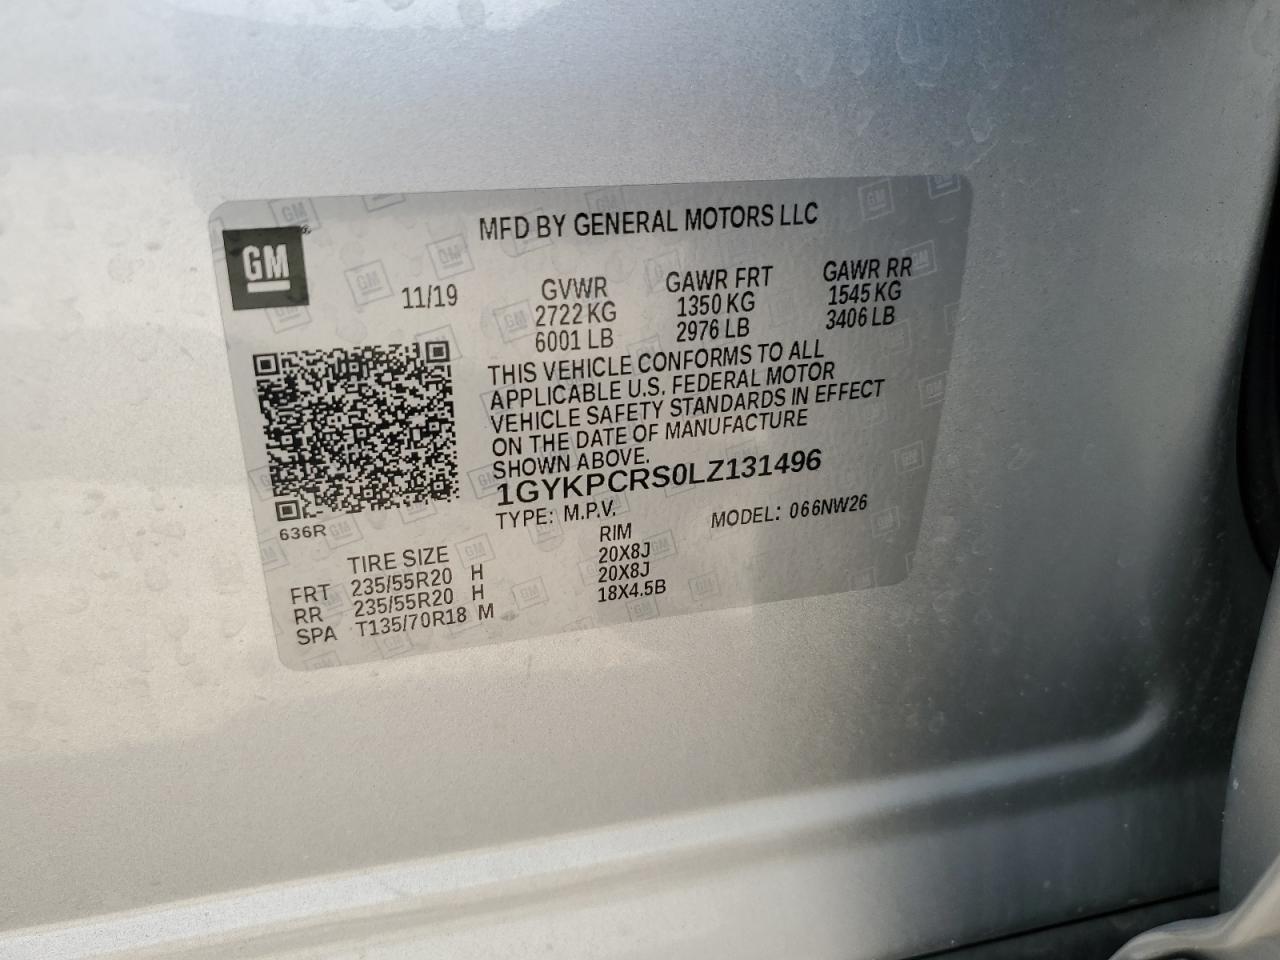 MFD BY GENERAL MOTORS LLC
GM
11/19
GVWR GAWR FRT GAWR RR
2722 KG 1350 KG 1545 KG
6001 LB 2976 LB 3406 LB
THIS VEHICLE CONFORMS TO ALL
APPLICABLE U.S. FEDERAL MOTOR
VEHICLE SAFETY STANDARDS IN EFFECT
ON THE DATE OF MANUFACTURE
SHOWN ABOVE.
1GYKPCRS0LZ131496
TYPE: M.P.V. MODEL: 066NW26
636R
TIRE SIZE RIM
FRT 235/55R20 H 20X8J
RR 235/55R20 H 20X8J
SPA T135/70R18 M 18X4.5B